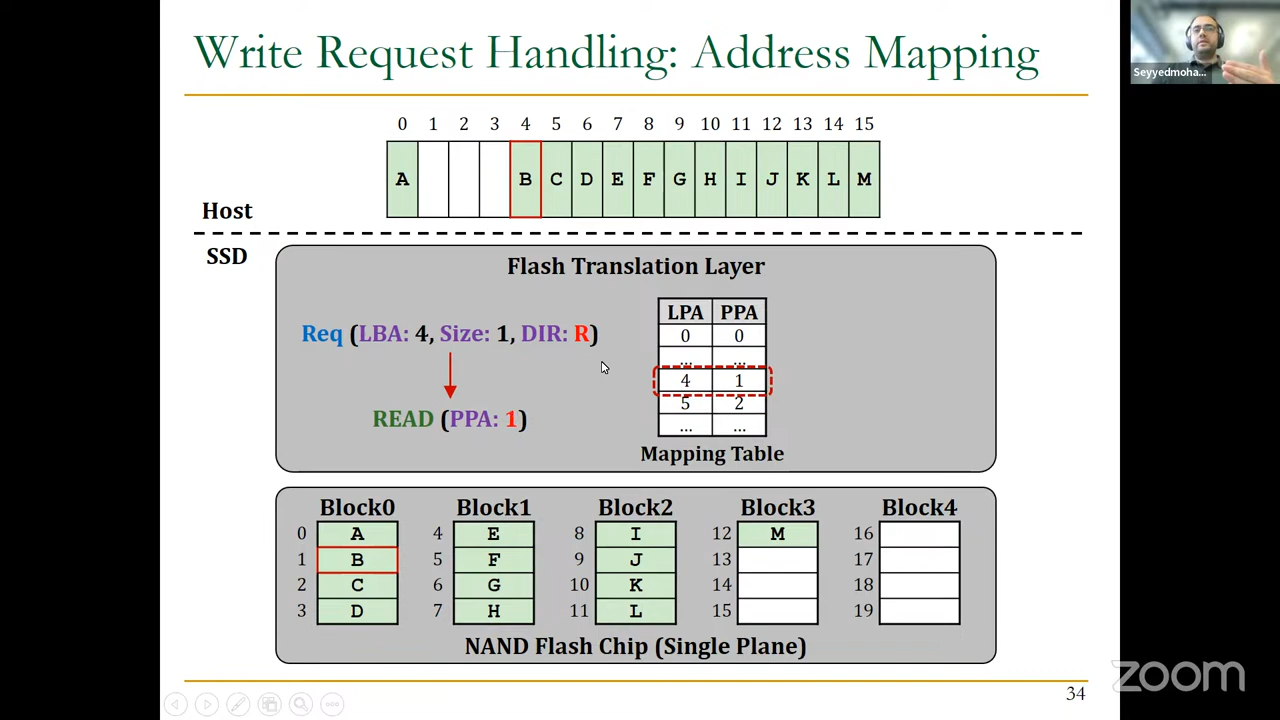 Write Request Handling: Address Mapping
Seyyedmoha...
0 1 2 3 4 5 6 7 8 9 10 11 12 13 14 15
A B C D E F G H I J K L M
Host
SSD
Flash Translation Layer
Req (LBA: 4, Size: 1, DIR: R)
READ (PPA: 1)
LPA PPA
0 0
... ...
4 1
5 2
... ...
Mapping Table
Block0 Block1 Block2 Block3 Block4
0 A 4 E 8 I 12 M 16
1 B 5 F 9 J 13 17
2 C 6 G 10 K 14 18
3 D 7 H 11 L 15 19
NAND Flash Chip (Single Plane)
34
zoom